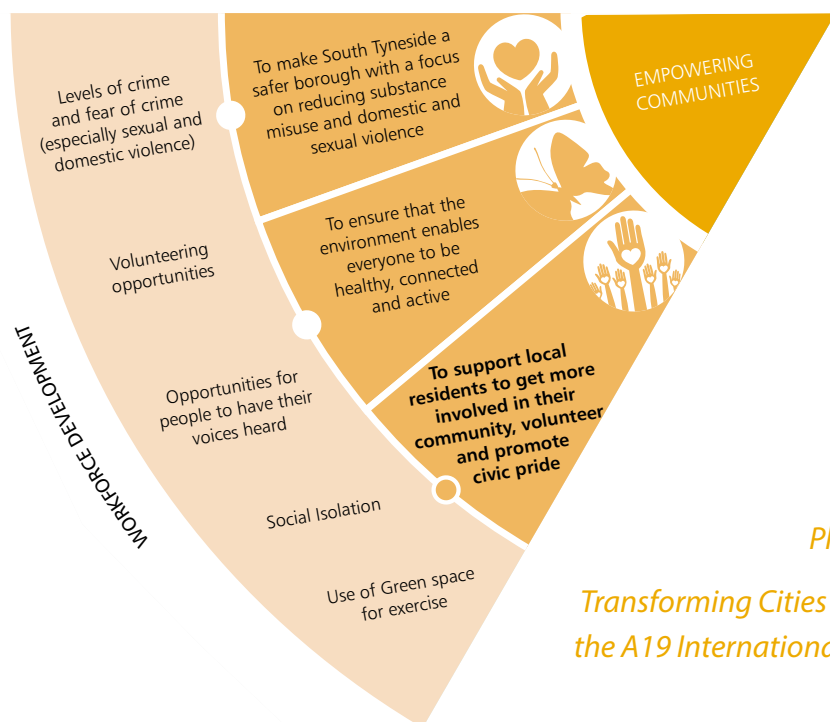 Levels of crime
and fear of crime
(especially sexual and
domestic violence)
To make South Tyneside a
safer borough with a focus
on reducing substance
misuse and domestic and
sexual violence
EMPOWERING
COMMUNITIES
Volunteering
opportunities
To ensure that the
environment enables
everyone to be
healthy, connected
and active
WORKFORCE DEVELOPMENT
Opportunities for
people to have their
voices heard
To support local
residents to get more
involved in their
community, volunteer
and promote
civic pride
Social Isolation
Use of Green space
for exercise
Transforming Cities
the A19